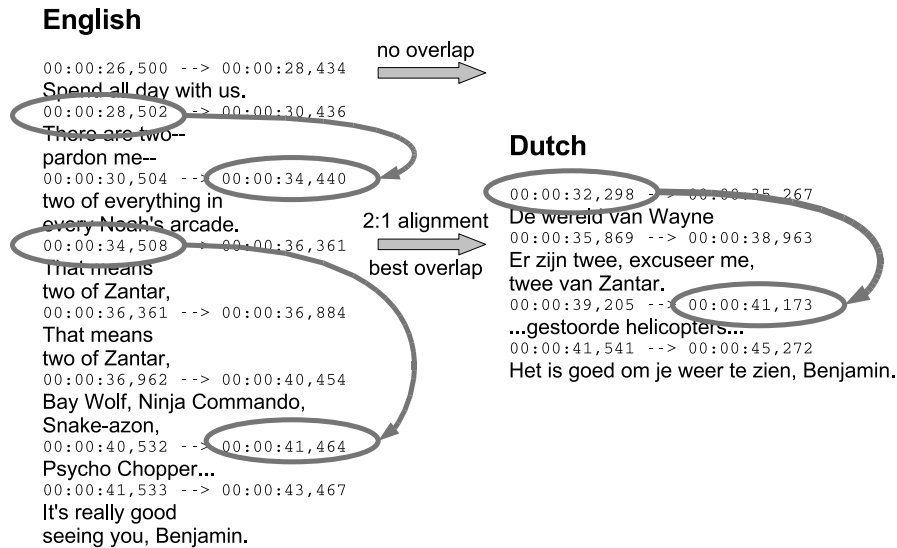 English
00:00:26,500 --> 00:00:28,434
Spend all day with us.
00:00:28,502 --> 00:00:30,436
There are two--
pardon me--
00:00:30,504 --> 00:00:34,440
two of everything in
every Noah's arcade.
00:00:34,508 --> 00:00:36,361
That means
two of Zantar,
00:00:36,361 --> 00:00:36,884
That means
two of Zantar,
00:00:36,962 --> 00:00:40,454
Bay Wolf, Ninja Commando,
Snake-azon,
00:00:40,532 --> 00:00:41,464
Psycho Chopper...
00:00:41,533 --> 00:00:43,467
It's really good
seeing you, Benjamin.
no overlap
2:1 alignment
best overlap
Dutch
00:00:32,298 --> 00:00:35,267
De wereld van Wayne
00:00:35,869 --> 00:00:38,963
Er zijn twee, excuseer me,
twee van Zantar.
00:00:39,205 --> 00:00:41,173
...gestoorde helicopters...
00:00:41,541 --> 00:00:45,272
Het is goed om je weer te zien, Benjamin.